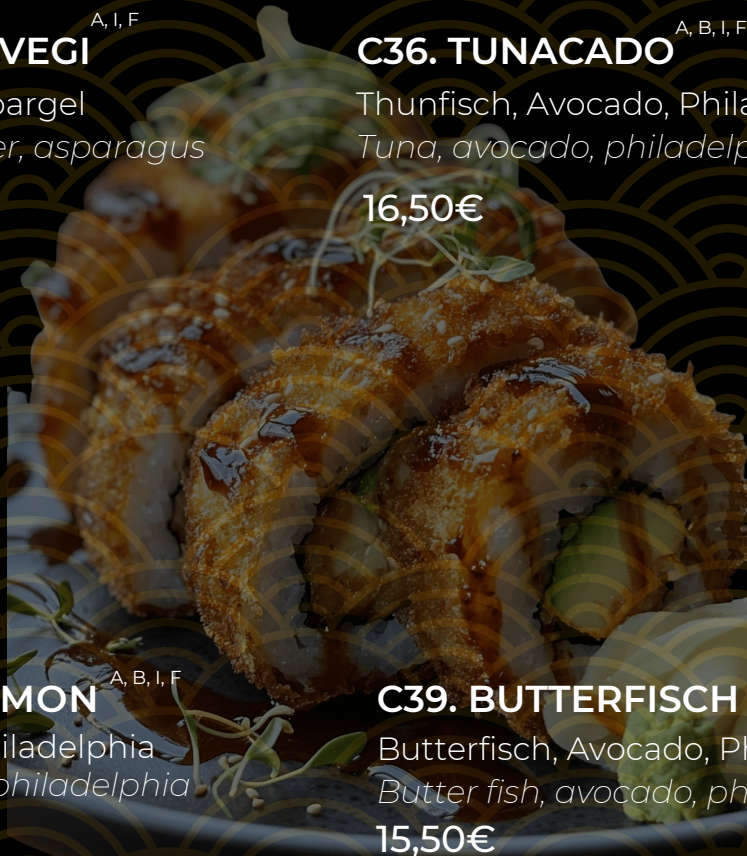 A, I, F
VEGI
pargel
er, asparagus
A, B, I, F
C36. TUNACADO
Thunfisch, Avocado, Phila
Tuna, avocado, philadelp
16,50€
A, B, I, F
MON
iladelphia
philadelphia
C39. BUTTERFISCH
Butterfisch, Avocado, Ph
Butter fish, avocado, ph
15,50€